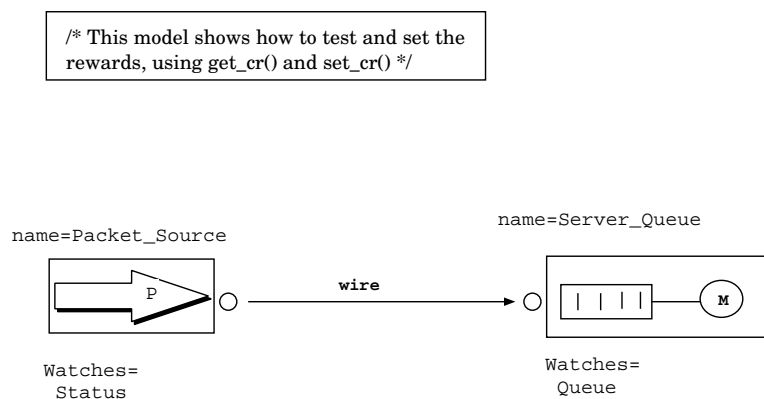 /* This model shows how to test and set the
rewards, using get_cr() and set_cr() */
name=Packet_Source
name=Server_Queue
P
wire
M
Watches=
Status
Watches=
Queue